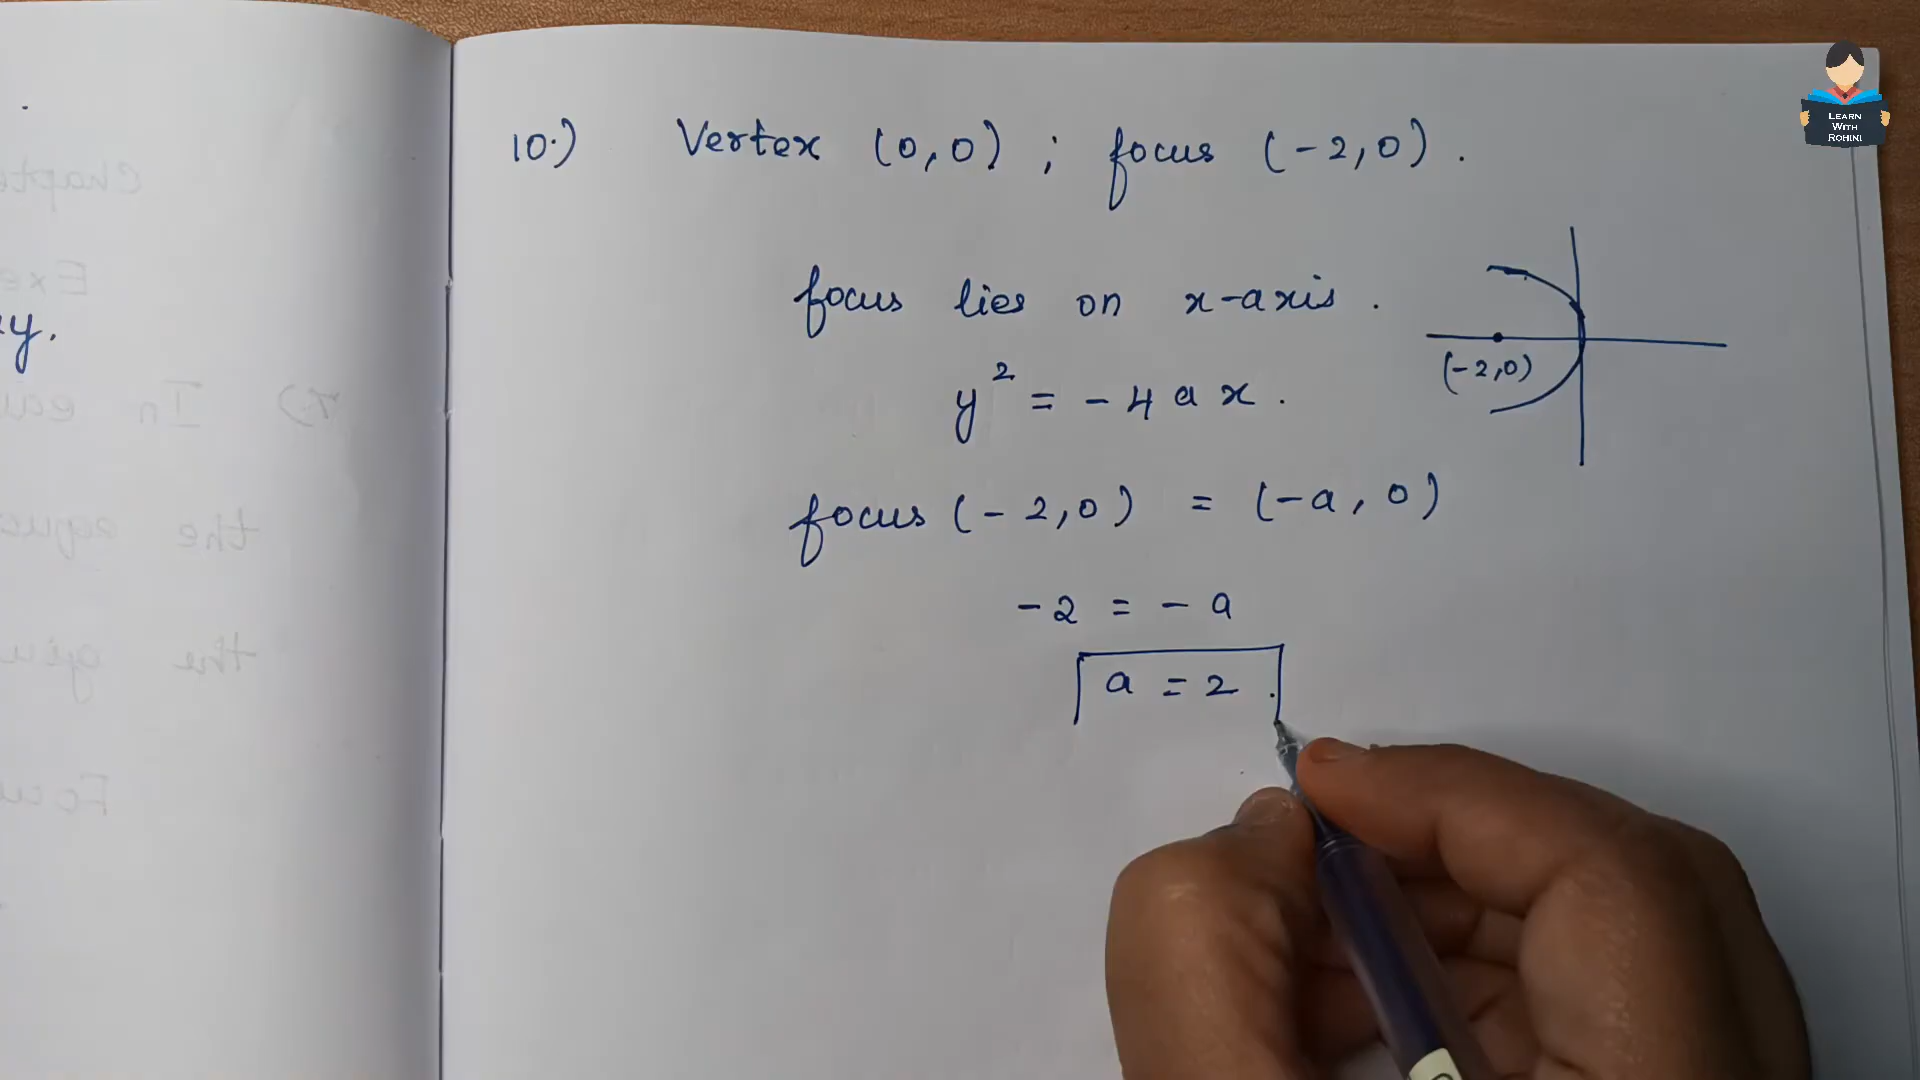 10.) Vertex (0,0) ; focus (-2,0).
focus lies on x-axis.
y² = -4ax.
(-2,0)
focus (-2,0) = (-a, 0)
-2 = -a
a = 2.
y.
LEARN
With
ROHINI